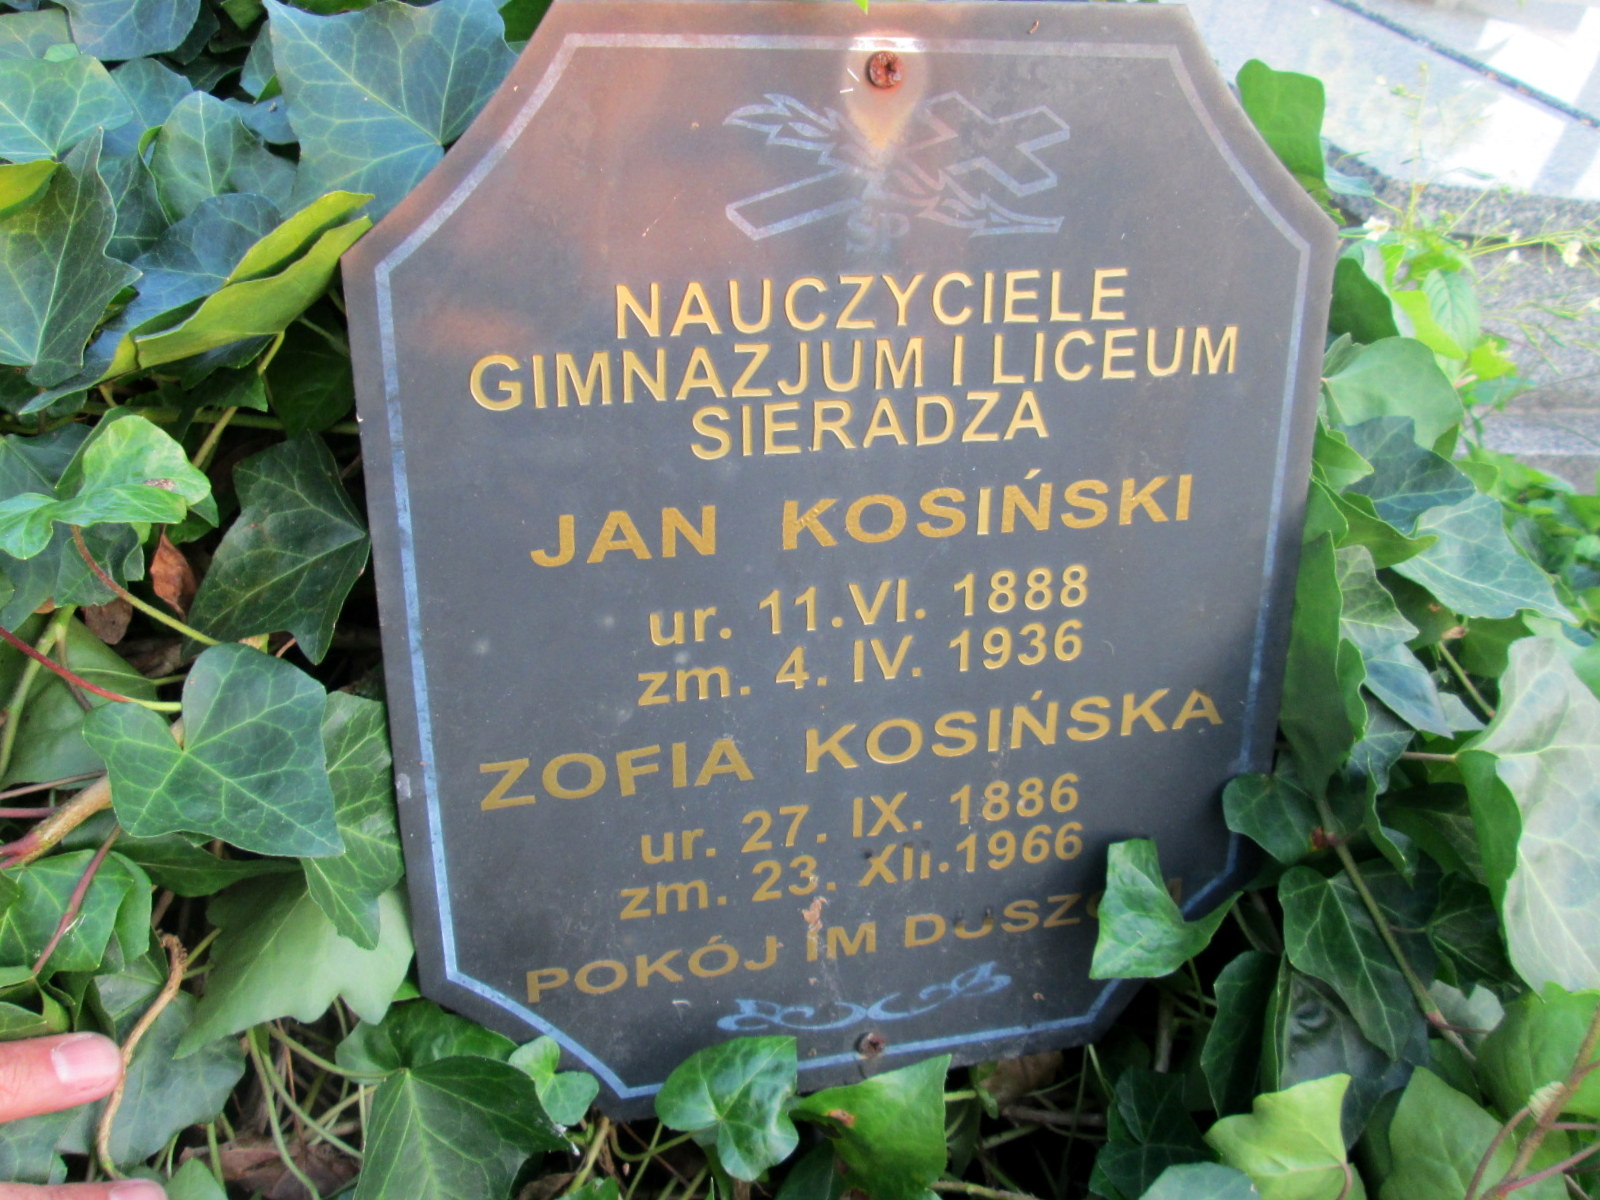 ŚP
NAUCZYCIELE
GIMNAZJUM I LICEUM
SIERADZA
JAN KOSIŃSKI
ur. 11.VI. 1888
zm. 4. IV. 1936
ZOFIA KOSIŃSKA
ur. 27. IX. 1886
zm. 23. XII.1966
POKÓJ IM